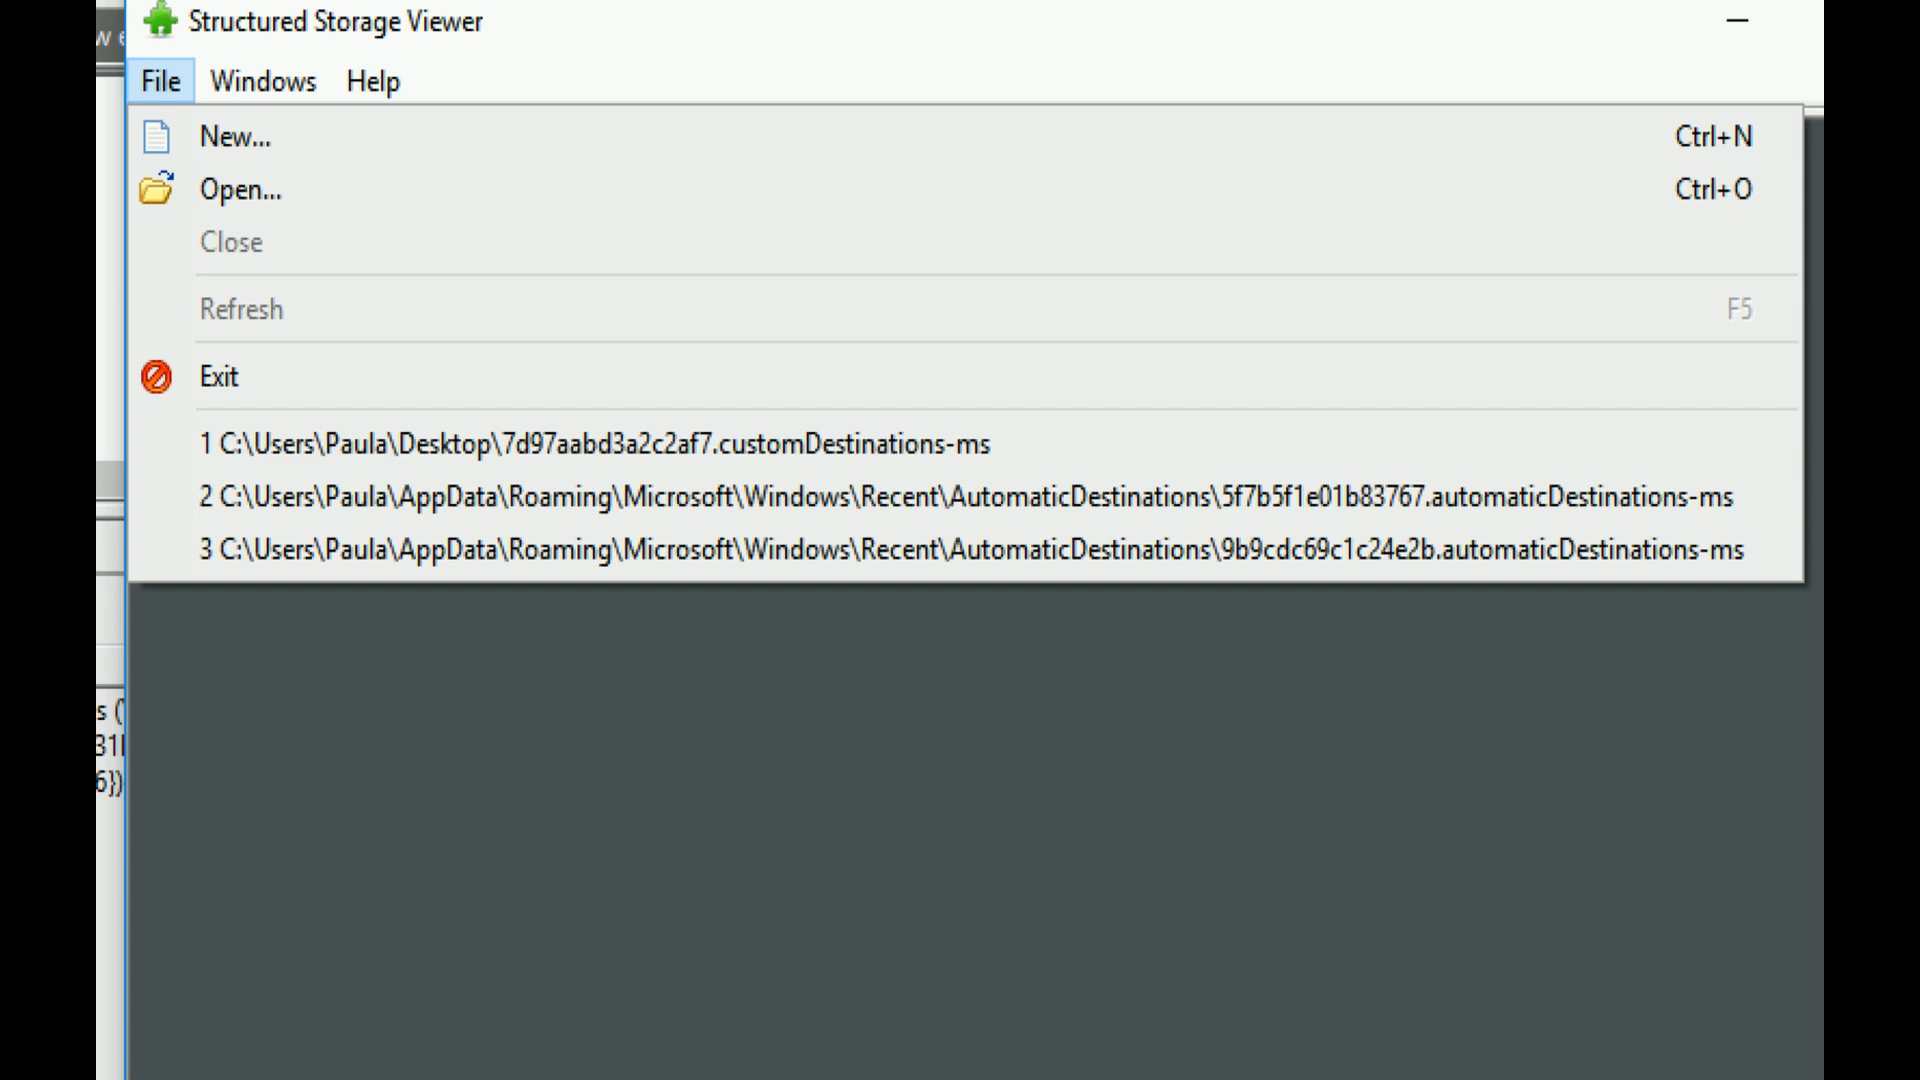 Structured Storage Viewer
w e
File Windows Help
New... Ctrl+N
Open... Ctrl+O
Close
Refresh F5
Exit
1 C:\Users\Paula\Desktop\7d97aabd3a2c2af7.customDestinations-ms
2 C:\Users\Paula\AppData\Roaming\Microsoft\Windows\Recent\AutomaticDestinations\5f7b5f1e01b83767.automaticDestinations-ms
3 C:\Users\Paula\AppData\Roaming\Microsoft\Windows\Recent\AutomaticDestinations\9b9cdc69c1c24e2b.automaticDestinations-ms
s (
31
6})